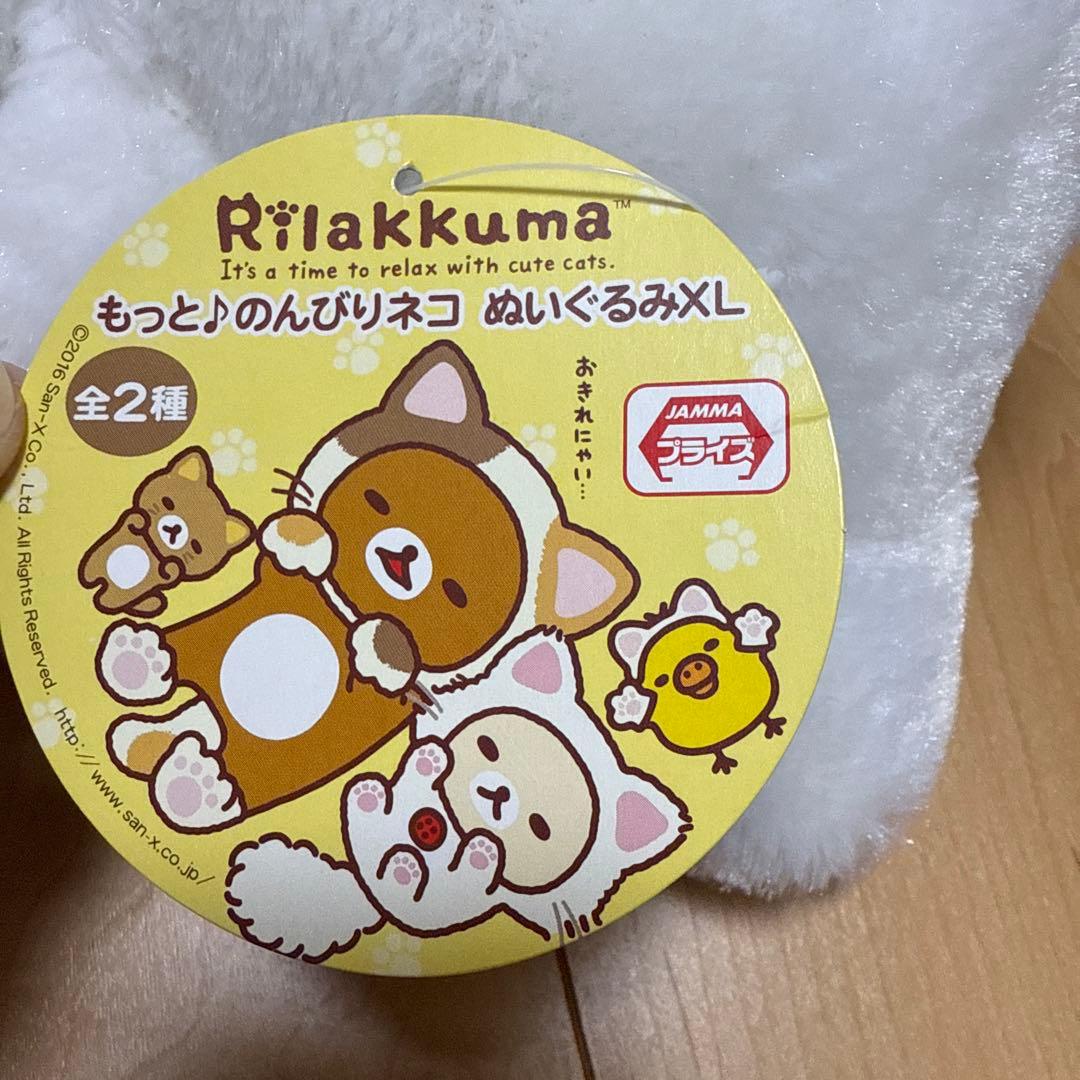 Rilakkuma™
It's a time to relax with cute cats.
もっと♪のんびりネコ ぬいぐるみXL
全2種
おきれにゃい…
JAMMA
プライズ
©2016 San-X Co., Ltd. All Rights Reserved. http://www.san-x.co.jp/